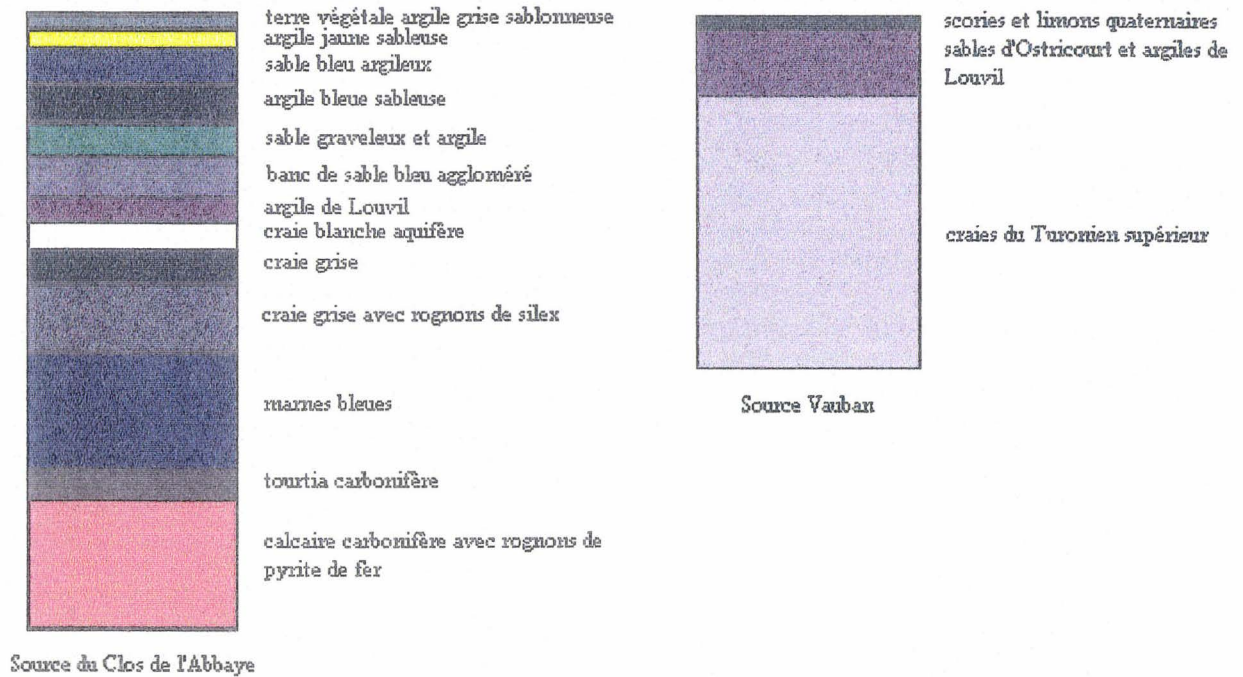 terre végétale argile grise sablonneuse
argile jaune sableuse
sable bleu argileux
argile bleue sableuse
sable graveleux et argile
banc de sable bleu aggloméré
argile de Louvil
craie blanche aquifère
craie grise
craie grise avec rognons de silex
marnes bleues
tourtia carbonifère
calcaire carbonifère avec rognons de
pyrite de fer
Source du Clos de l'Abbaye
scories et limons quaternaires
sables d'Ostricourt et argiles de
Louvil
craies du Turonien supérieur
Source Vauban